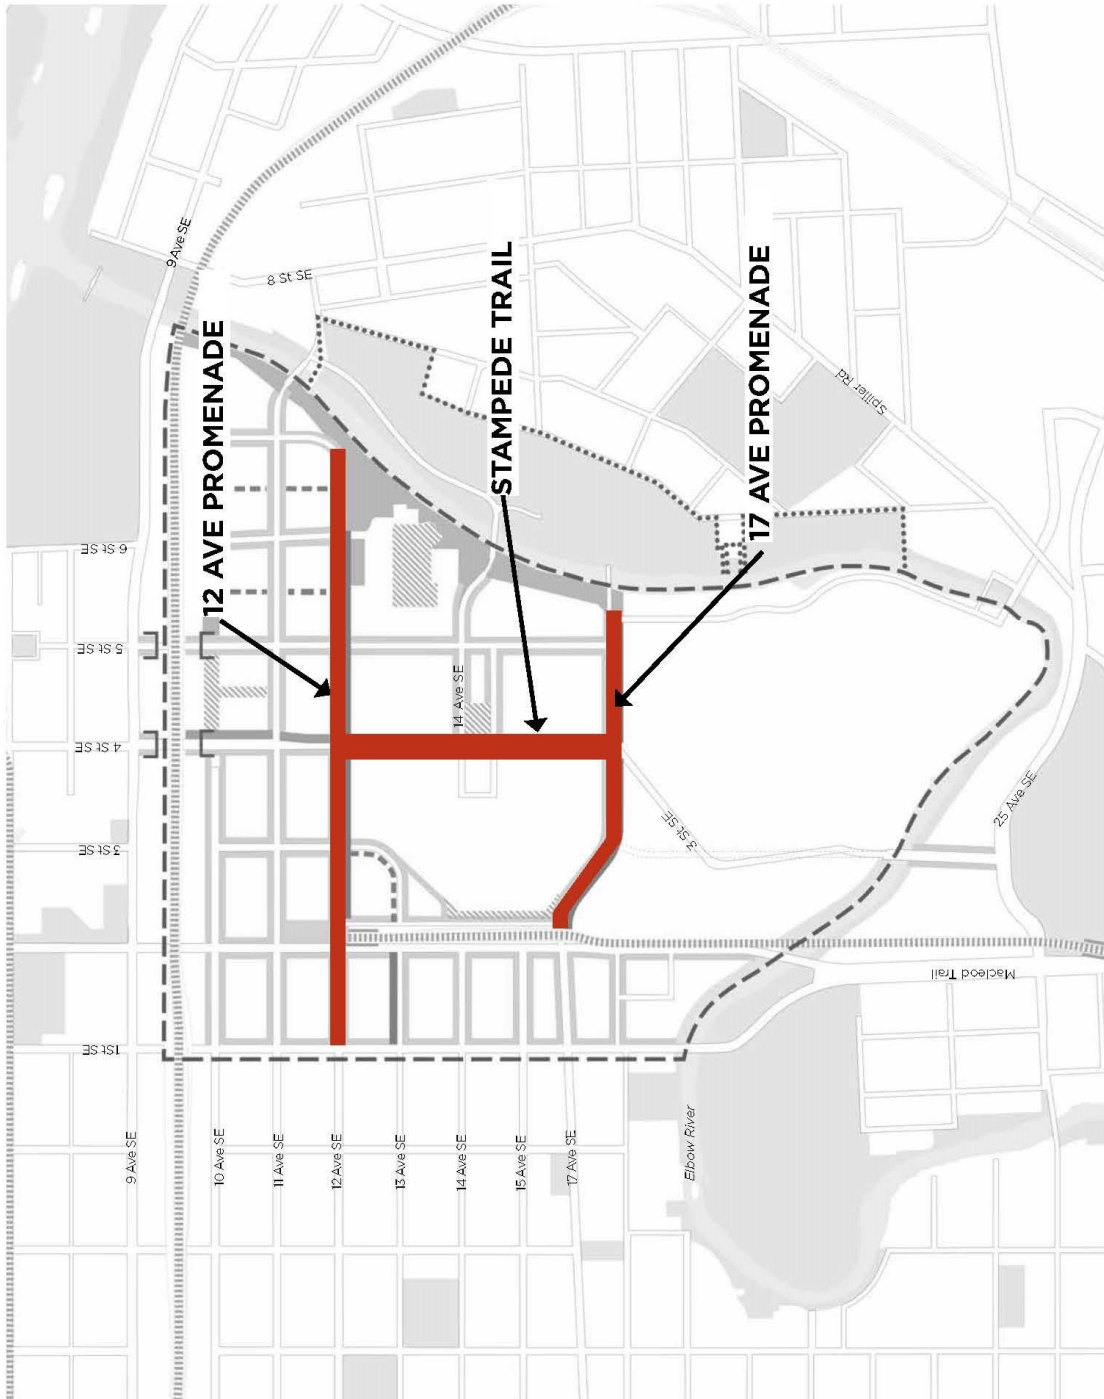 12 AVE PROMENADE
STAMPEDE TRAIL
17 AVE PROMENADE
9 Ave SE
8 St SE
Spiller Rd
6 St SE
5 St SE
4 St SE
3 St SE
1 St SE
14 Ave SE
3 St SE
25 Ave SE
Macleod Trail
Elbow River
9 Ave SE
10 Ave SE
11 Ave SE
12 Ave SE
13 Ave SE
14 Ave SE
15 Ave SE
17 Ave SE